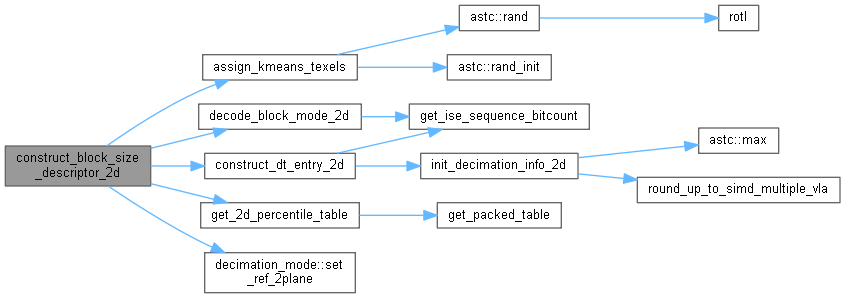 construct_block_size
_descriptor_2d
assign_kmeans_texels
astc::rand
rotl
astc::rand_init
decode_block_mode_2d
get_ise_sequence_bitcount
construct_dt_entry_2d
init_decimation_info_2d
astc::max
round_up_to_simd_multiple_vla
get_2d_percentile_table
get_packed_table
decimation_mode::set
_ref_2plane